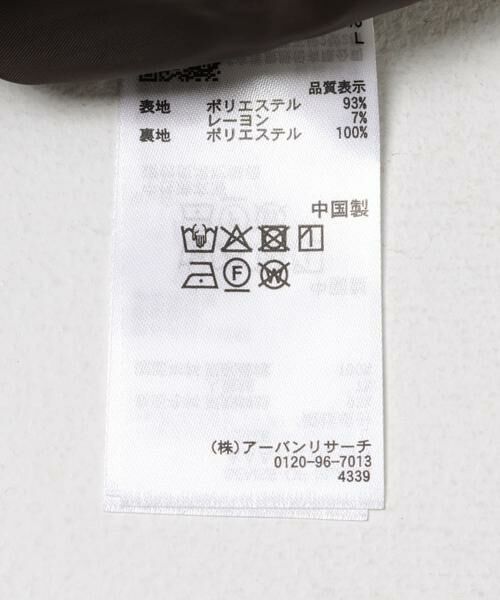 L
品質表示
表地 ポリエステル 93%
レーヨン 7%
裏地 ポリエステル 100%
中国製
F
W
(株)アーバンリサーチ
0120-96-7013
4339